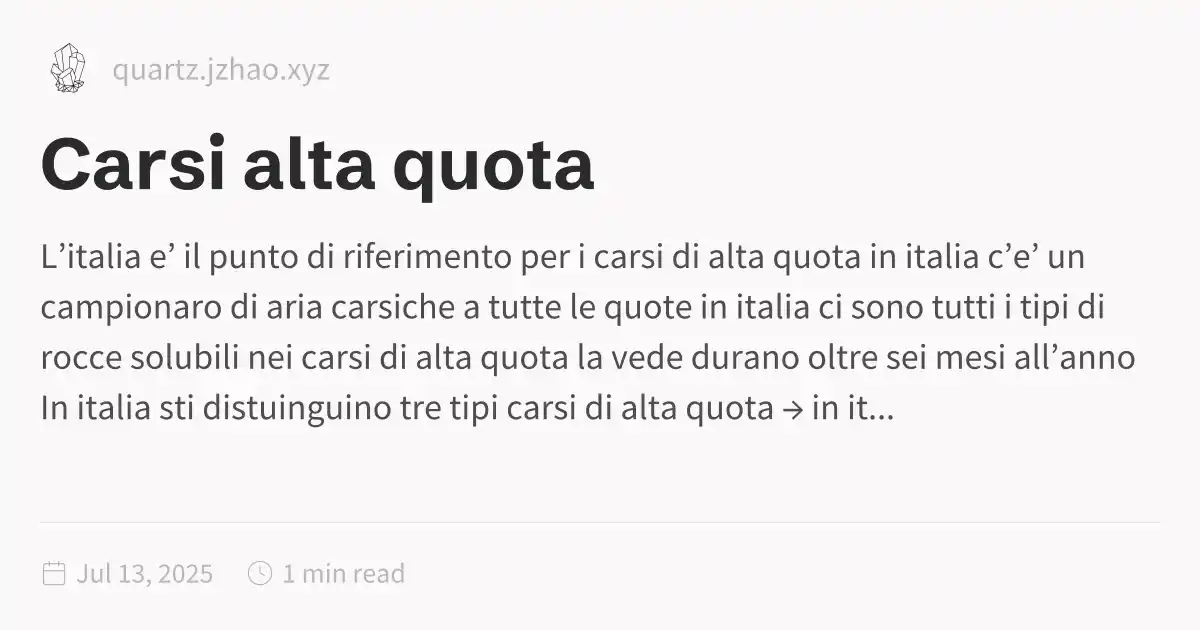 quartz.jzhao.xyz
Carsi alta quota
L’italia e’ il punto di riferimento per i carsi di alta quota in italia c’e’ un
campionaro di aria carsiche a tutte le quote in italia ci sono tutti i tipi di
rocce solubili nei carsi di alta quota la vede durano oltre sei mesi all’anno
In italia sti distuinguino tre tipi carsi di alta quota → in it...
Jul 13, 2025 1 min read